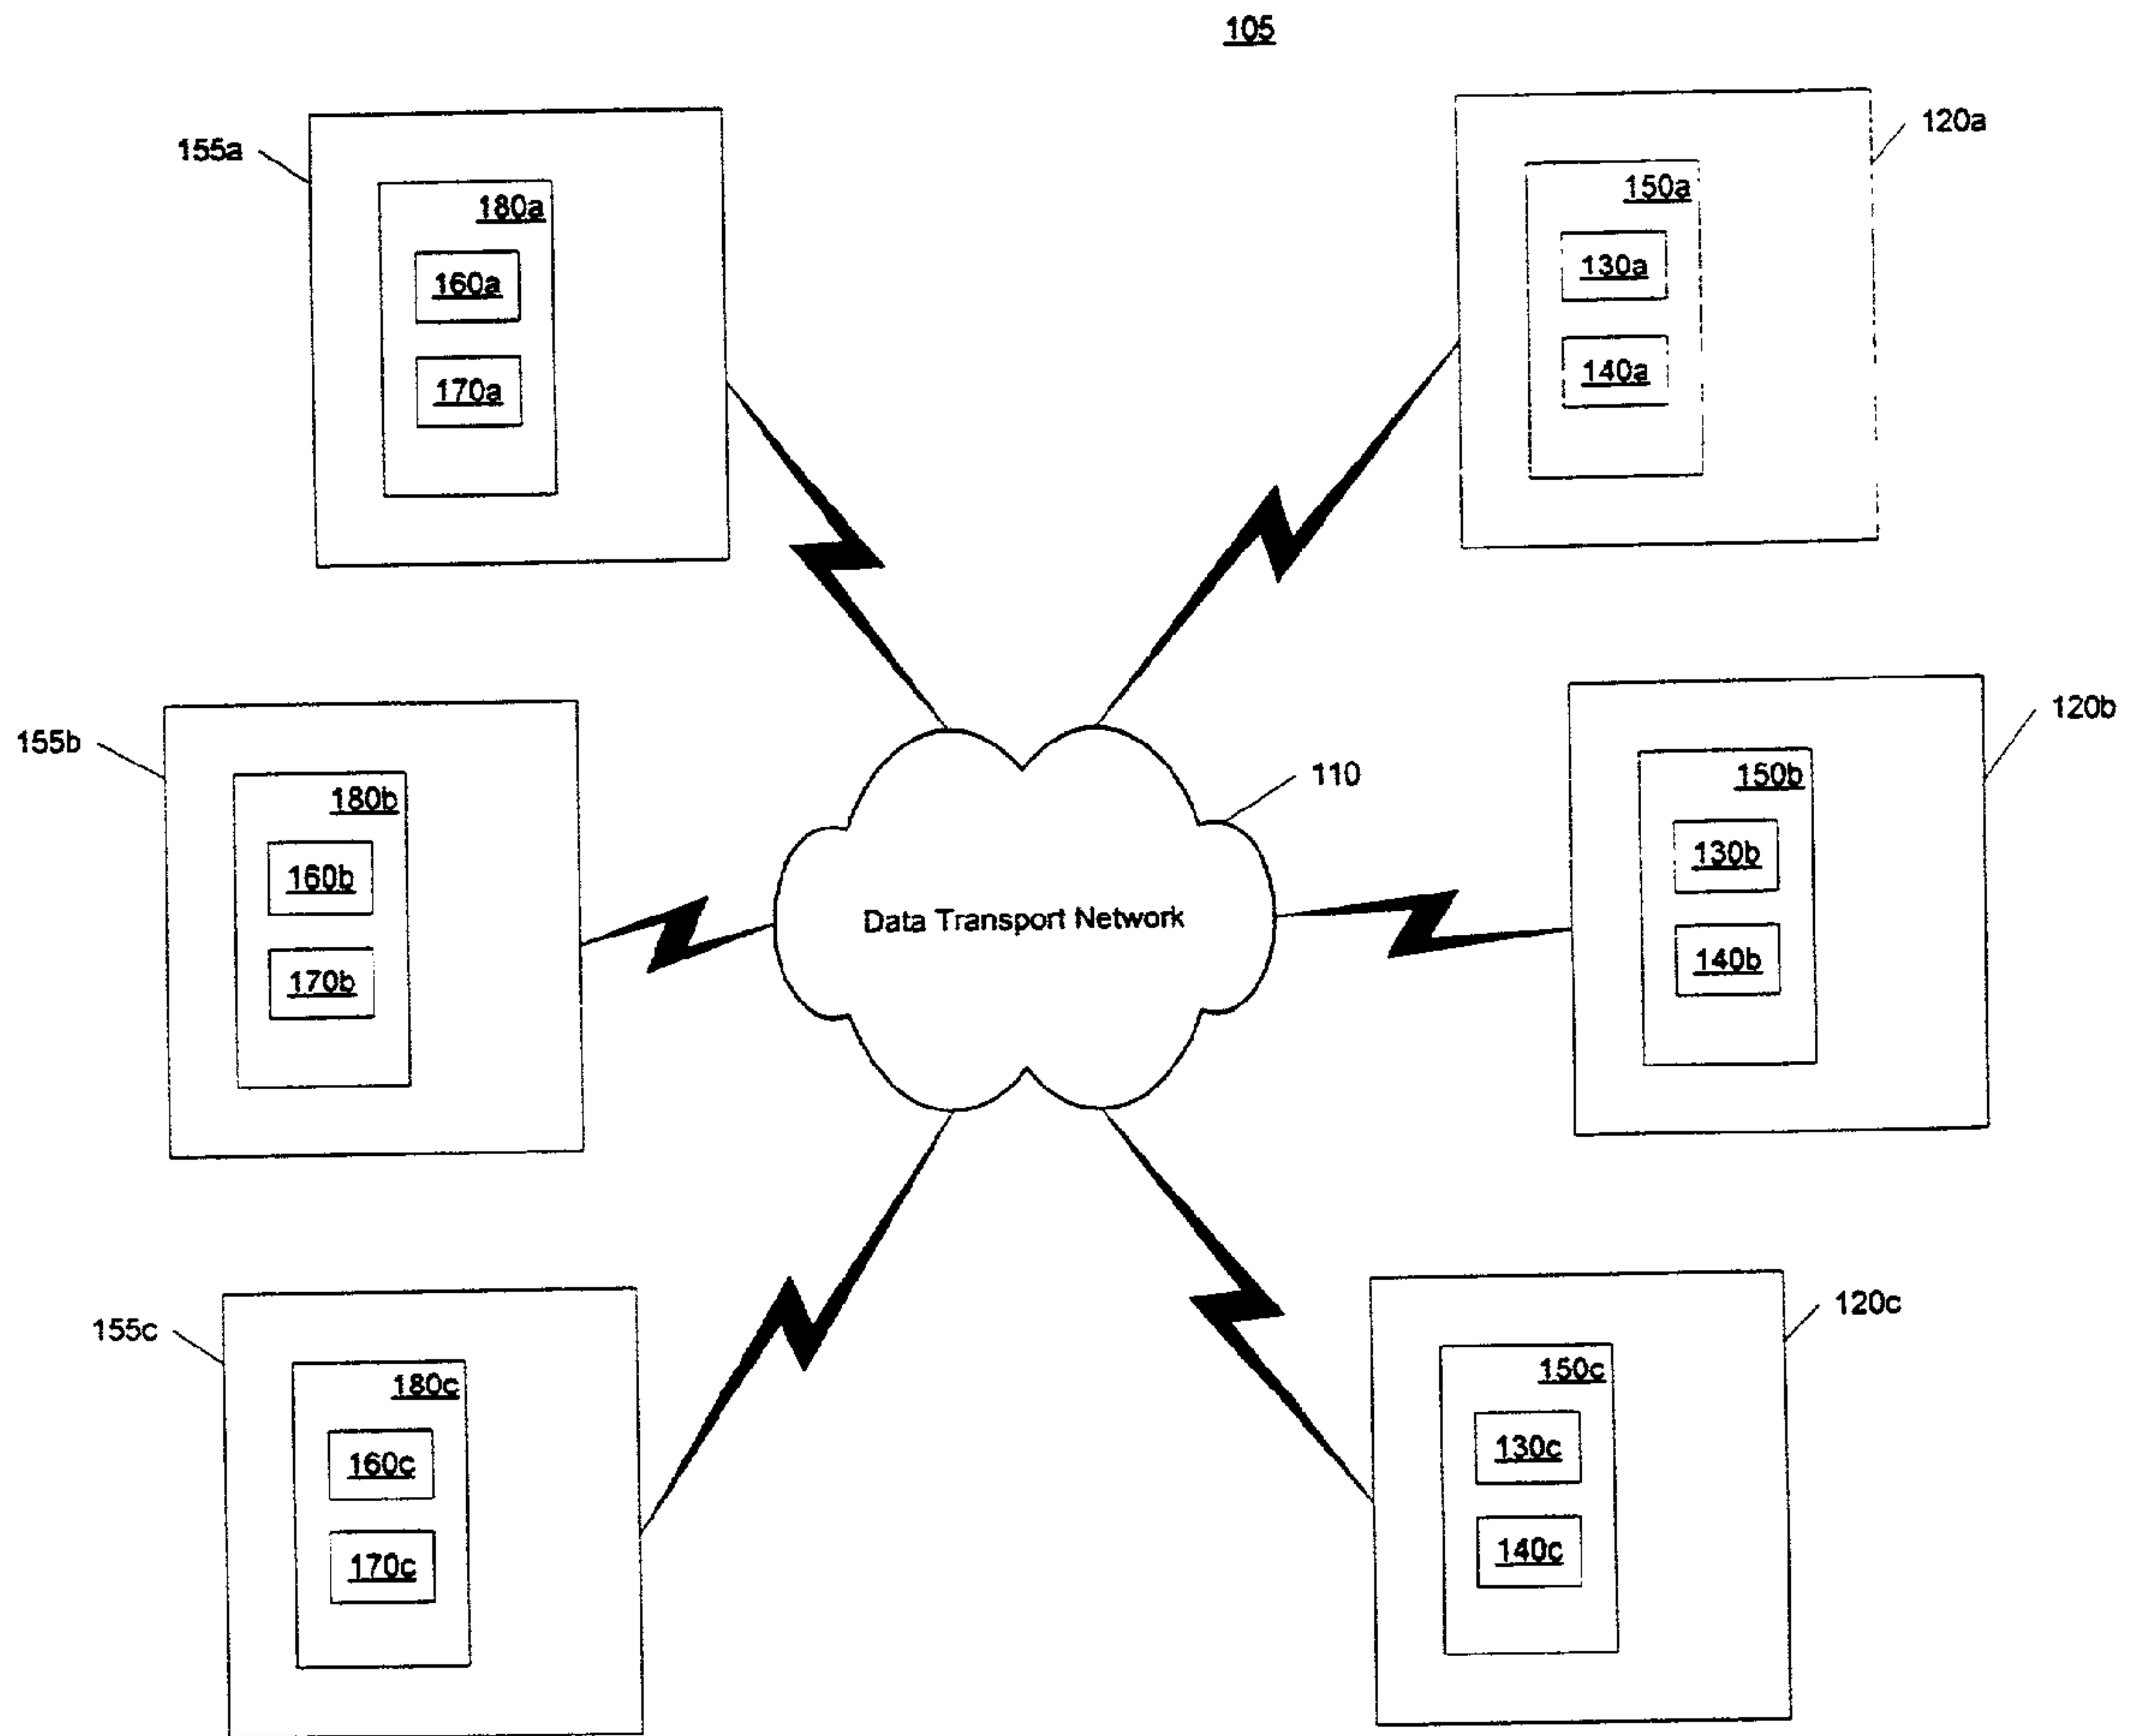 105
155a
180a
160a
170a
120a
150a
130a
140a
155b
180b
160b
170b
110
Data Transport Network
120b
150b
130b
140b
155c
180c
160c
170c
120c
150c
130c
140c